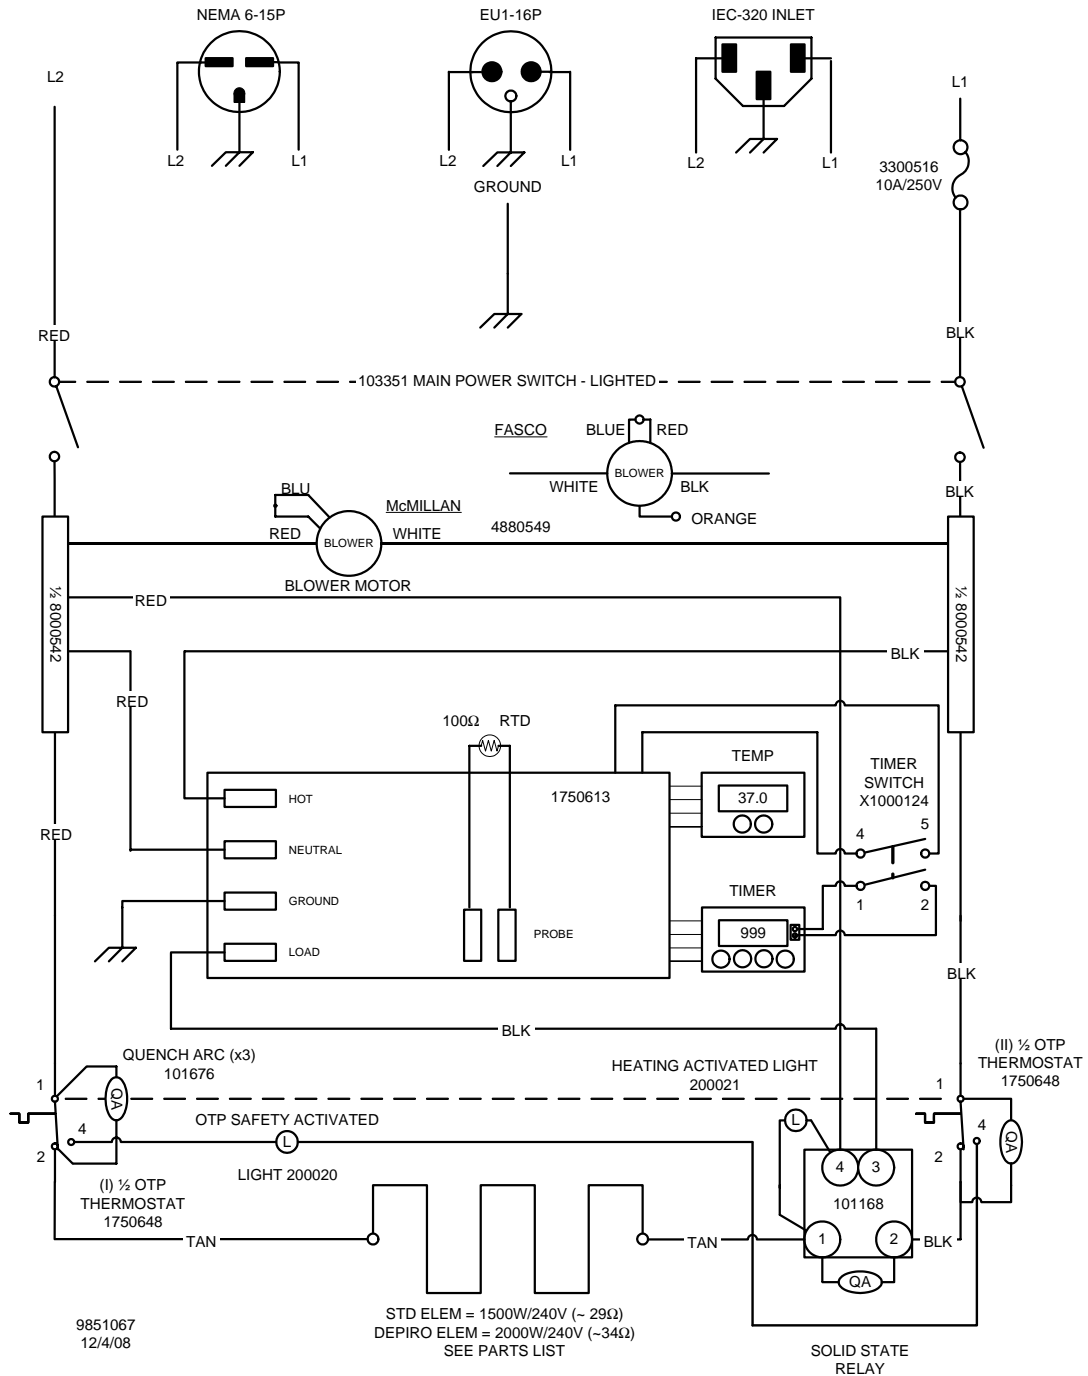 NEMA 6-15P
EU1-16P
IEC-320 INLET
L2
L1
L2
L1
L2
L1
L2
L1
GROUND
3300516
10A/250V
RED
BLK
103351 MAIN POWER SWITCH - LIGHTED
FASCO
BLUE
RED
BLOWER
WHITE
BLK
ORANGE
BLK
BLU
McMILLAN
RED
BLOWER
WHITE
4880549
BLOWER MOTOR
½ 8000542
½ 8000542
RED
BLK
RED
100Ω RTD
TEMP
TIMER
SWITCH
X1000124
HOT
1750613
37.0
RED
4
5
NEUTRAL
TIMER
1
2
GROUND
LOAD
PROBE
999
BLK
BLK
QUENCH ARC (x3)
101676
HEATING ACTIVATED LIGHT
200021
(II) ½ OTP
THERMOSTAT
1750648
1
QA
1
OTP SAFETY ACTIVATED
4
L
L
4
QA
2
2
LIGHT 200020
4
3
(I) ½ OTP
THERMOSTAT
1750648
101168
TAN
TAN
1
2
BLK
QA
STD ELEM = 1500W/240V (~ 29Ω)
DEPIRO ELEM = 2000W/240V (~34Ω)
SEE PARTS LIST
9851067
12/4/08
SOLID STATE
RELAY